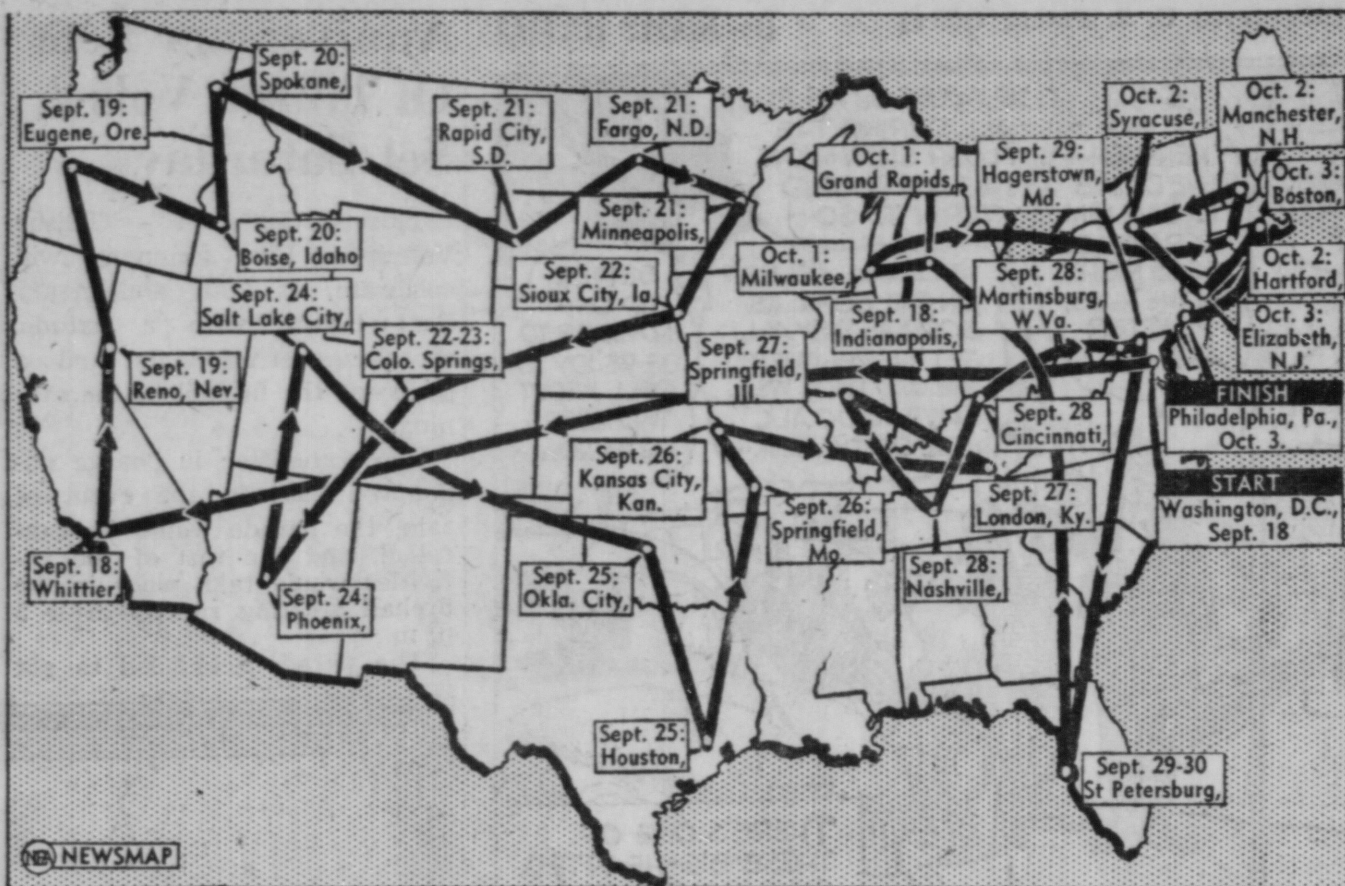 Sept. 20:
Spokane,
Sept. 19:
Eugene, Ore.
Sept. 21:
Rapid City,
S.D.
Sept. 21:
Fargo, N.D.
Oct. 2:
Syracuse,
Oct. 2:
Manchester,
N.H.
Oct. 1:
Grand Rapids,
Sept. 29:
Hagerstown,
Md.
Oct. 3:
Boston,
Sept. 20:
Boise, Idaho
Sept. 21:
Minneapolis,
Oct. 1:
Milwaukee,
Sept. 22:
Sioux City, Ia.
Sept. 28:
Martinsburg,
W.Va.
Oct. 2:
Hartford,
Sept. 24:
Salt Lake City,
Sept. 22-23:
Colo. Springs,
Sept. 18:
Indianapolis,
Oct. 3:
Elizabeth,
N.J.
Sept. 19:
Reno, Nev.
Sept. 27:
Springfield,
Ill.
FINISH
Philadelphia, Pa.,
Oct. 3.
Sept. 28
Cincinnati,
Sept. 26:
Kansas City,
Kan.
Sept. 26:
Springfield,
Mo.
Sept. 27:
London, Ky.
START
Washington, D.C.,
Sept. 18
Sept. 18:
Whittier,
Sept. 24:
Phoenix,
Sept. 25:
Okla. City,
Sept. 28:
Nashville,
Sept. 25:
Houston,
Sept. 29-30
St Petersburg,
NEA NEWSMAP